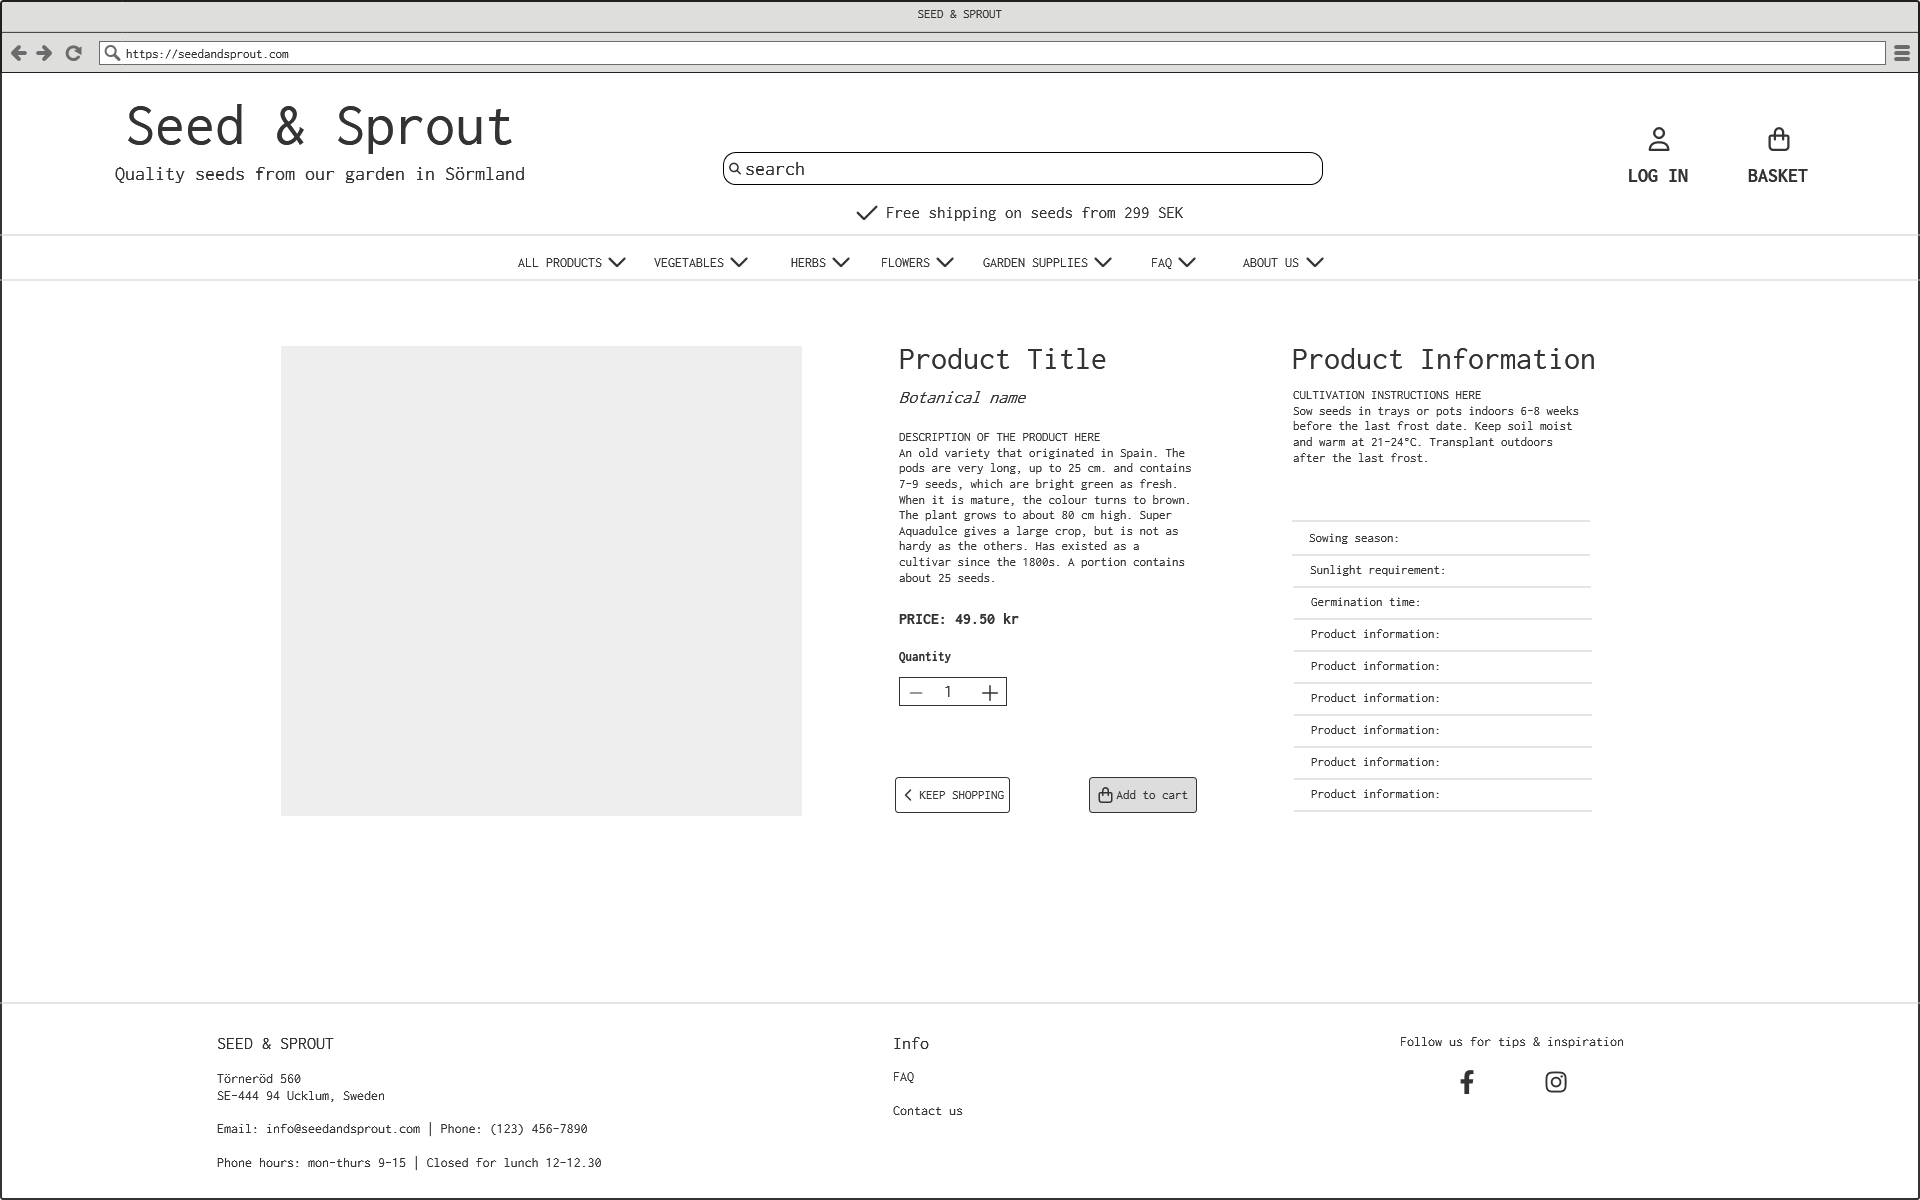 SEED & SPROUT
https://seedandsprout.com
Seed & Sprout
Quality seeds from our garden in Sörmland
search
LOG IN
BASKET
Free shipping on seeds from 299 SEK
ALL PRODUCTS
VEGETABLES
HERBS
FLOWERS
GARDEN SUPPLIES
FAQ
ABOUT US
Product Title
Botanical name
DESCRIPTION OF THE PRODUCT HERE
An old variety that originated in Spain. The
pods are very long, up to 25 cm. and contains
7-9 seeds, which are bright green as fresh.
When it is mature, the colour turns to brown.
The plant grows to about 80 cm high. Super
Aquadulce gives a large crop, but is not as
hardy as the others. Has existed as a
cultivar since the 1800s. A portion contains
about 25 seeds.
PRICE: 49.50 kr
Quantity
1
KEEP SHOPPING
Add to cart
Product Information
CULTIVATION INSTRUCTIONS HERE
Sow seeds in trays or pots indoors 6-8 weeks
before the last frost date. Keep soil moist
and warm at 21-24°C. Transplant outdoors
after the last frost.
Sowing season:
Sunlight requirement:
Germination time:
Product information:
Product information:
Product information:
Product information:
Product information:
Product information:
SEED & SPROUT
Törneröd 560
SE-444 94 Ucklum, Sweden
Email: info@seedandsprout.com | Phone: (123) 456-7890
Phone hours: mon-thurs 9-15 | Closed for lunch 12-12.30
Info
FAQ
Contact us
Follow us for tips & inspiration